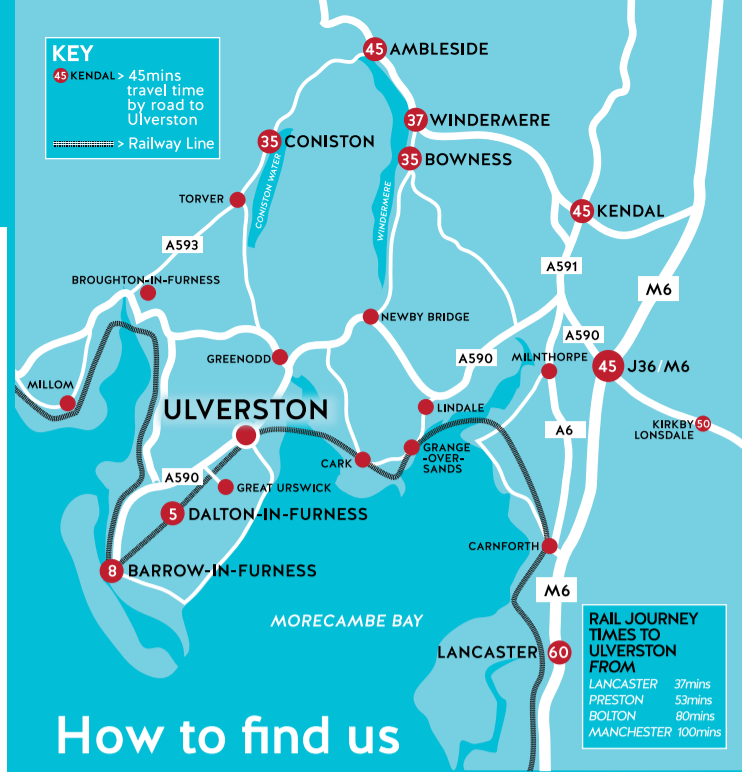 KEY
45 KENDAL > 45mins
travel time
by road to
Ulverston
> Railway Line
45 AMBLESIDE
37 WINDERMERE
35 CONISTON
35 BOWNESS
CONISTON WATER
WINDERMERE
TORVER
45 KENDAL
A593
A591
BROUGHTON-IN-FURNESS
M6
NEWBY BRIDGE
A590
GREENODD
A590
MILNTHORPE
45 J36/M6
MILLOM
ULVERSTON
LINDALE
KIRKBY
LONSDALE
50
A6
GRANGE
-OVER-
SANDS
CARK
A590
GREAT URSWICK
5 DALTON-IN-FURNESS
CARNFORTH
8 BARROW-IN-FURNESS
M6
MORECAMBE BAY
LANCASTER 60
RAIL JOURNEY
TIMES TO
ULVERSTON
FROM
LANCASTER 37mins
PRESTON 53mins
BOLTON 80mins
MANCHESTER 100mins
How to find us